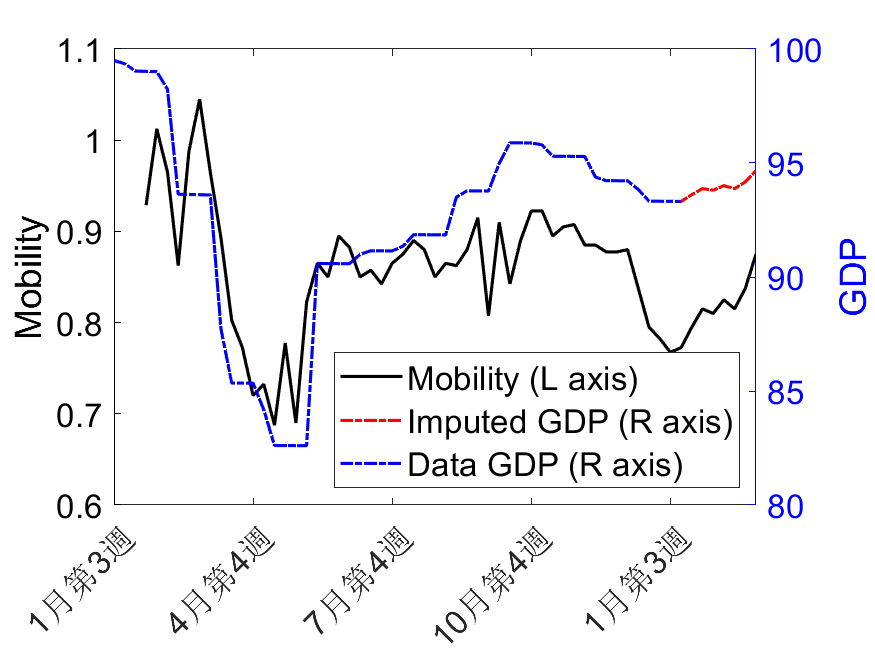 1.1
1
0.9
0.8
0.7
0.6
Mobility
100
95
90
85
80
GDP
Mobility (L axis)
Imputed GDP (R axis)
Data GDP (R axis)
1月第3週
4月第4週
7月第4週
10月第4週
1月第3週